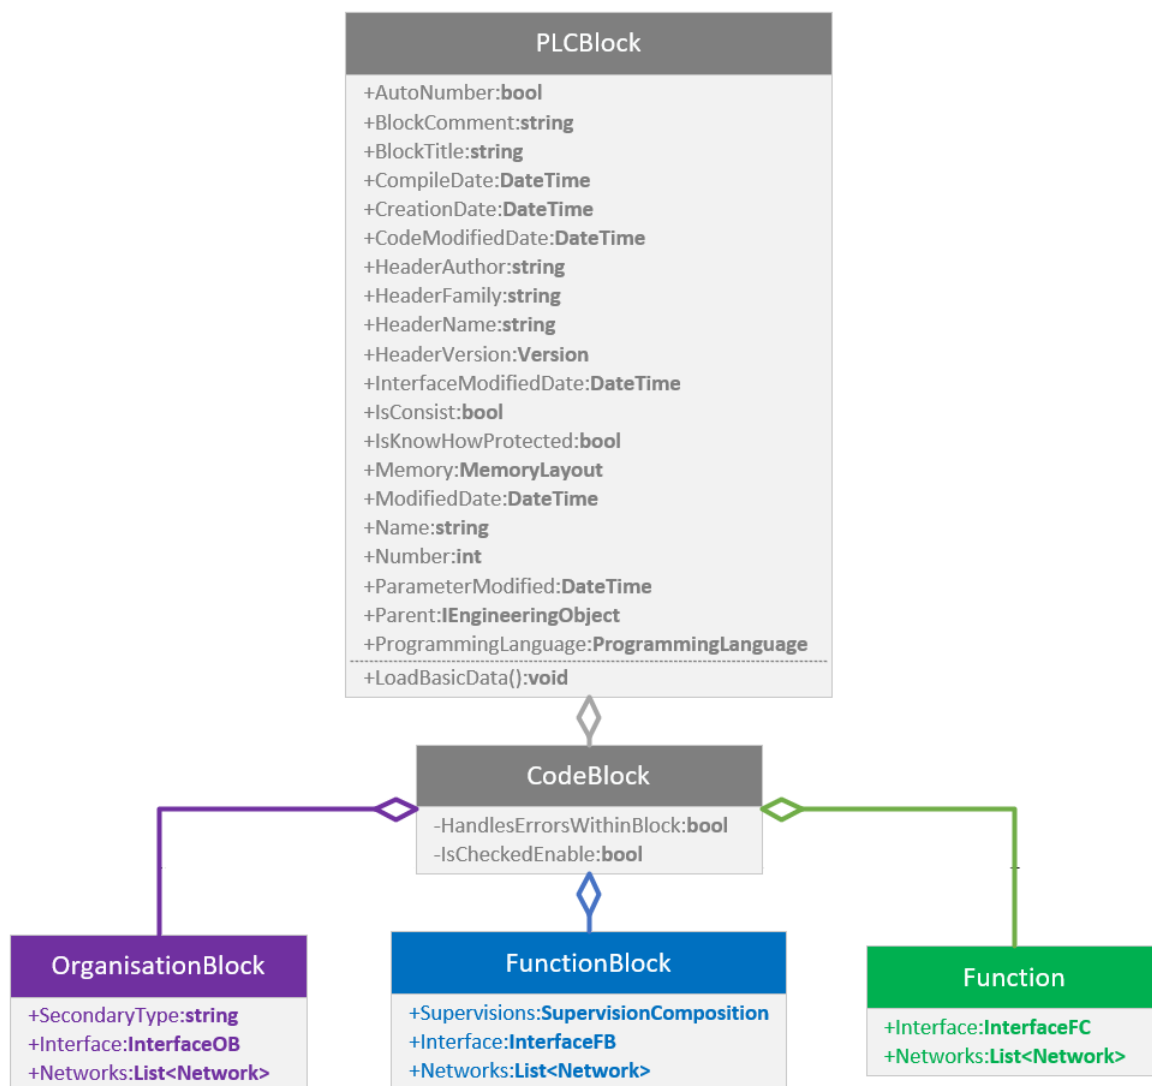 PLCBlock
+AutoNumber:bool
+BlockComment:string
+BlockTitle:string
+CompileDate:DateTime
+CreationDate:DateTime
+CodeModifiedDate:DateTime
+HeaderAuthor:string
+HeaderFamily:string
+HeaderName:string
+HeaderVersion:Version
+InterfaceModifiedDate:DateTime
+IsConsist:bool
+IsKnowHowProtected:bool
+Memory:MemoryLayout
+ModifiedDate:DateTime
+Name:string
+Number:int
+ParameterModified:DateTime
+Parent:IEngineeringObject
+ProgrammingLanguage:ProgrammingLanguage
+LoadBasicData():void
CodeBlock
-HandlesErrorsWithinBlock:bool
-IsCheckedEnable:bool
OrganisationBlock
+SecondaryType:string
+Interface:InterfaceOB
+Networks:List<Network>
FunctionBlock
+Supervisions:SupervisionComposition
+Interface:InterfaceFB
+Networks:List<Network>
Function
+Interface:InterfaceFC
+Networks:List<Network>